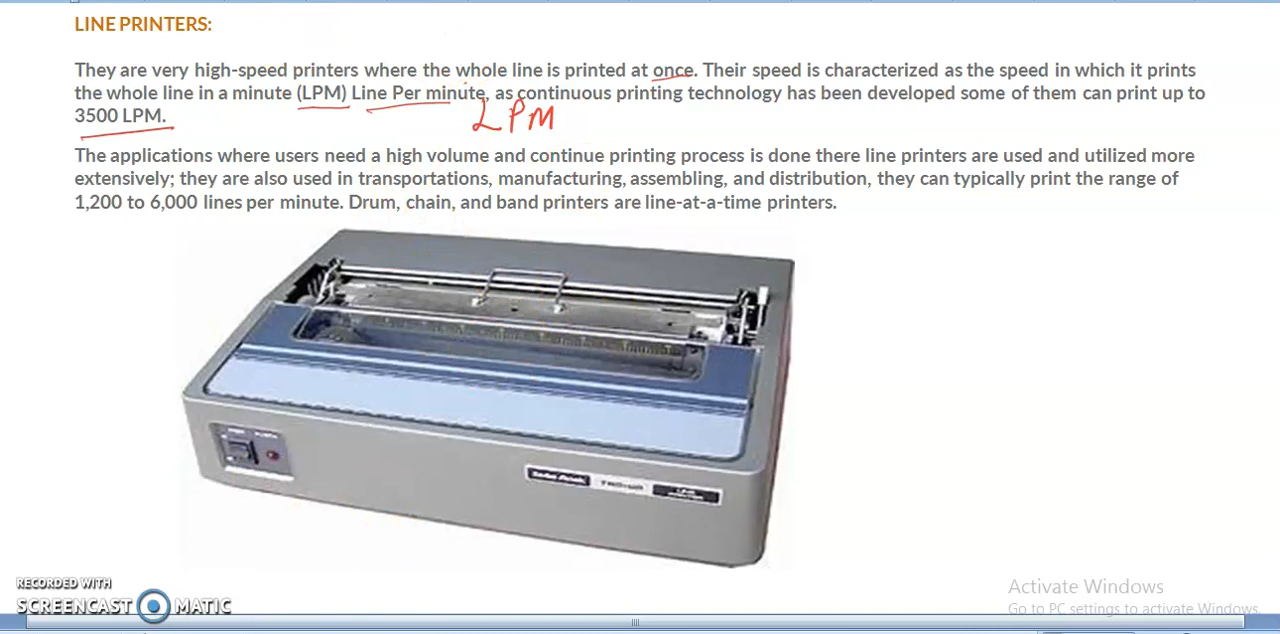 LINE PRINTERS:
They are very high-speed printers where the whole line is printed at once. Their speed is characterized as the speed in which it prints
the whole line in a minute (LPM) Line Per minute, as continuous printing technology has been developed some of them can print up to
3500 LPM.
LPM
The applications where users need a high volume and continue printing process is done there line printers are used and utilized more
extensively; they are also used in transportations, manufacturing, assembling, and distribution, they can typically print the range of
1,200 to 6,000 lines per minute. Drum, chain, and band printers are line-at-a-time printers.
RECORDED WITH
SCREENCAST MATIC
Activate Windows
Go to PC settings to activate Windows.